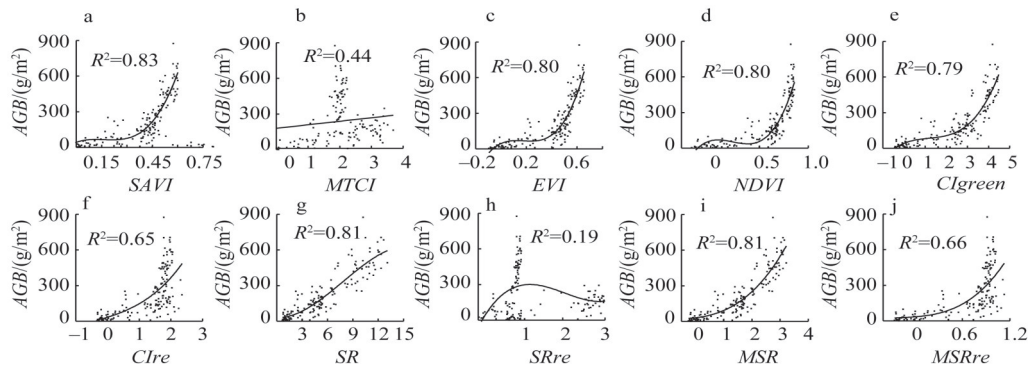 a
900
600
300
0
0.15
0.45
0.75
R²=0.83
AGB/(g/m²)
SAVI
b
900
600
300
0
0
1
2
3
4
R²=0.44
AGB/(g/m²)
MTCI
c
900
600
300
0
−0.2
0.2
0.6
R²=0.80
AGB/(g/m²)
EVI
d
900
600
300
0
0
0.5
1.0
R²=0.80
AGB/(g/m²)
NDVI
e
900
600
300
0
−1
0
1
2
3
4
5
R²=0.79
AGB/(g/m²)
CIgreen
f
900
600
300
0
−1
0
1
2
3
R²=0.65
AGB/(g/m²)
CIre
g
900
600
300
0
3
6
9
12
15
R²=0.81
AGB/(g/m²)
SR
h
900
600
300
0
1
2
3
R²=0.19
AGB/(g/m²)
SRre
i
900
600
300
0
0
1
2
3
4
R²=0.81
AGB/(g/m²)
MSR
j
900
600
300
0
0
0.6
1.2
R²=0.66
AGB/(g/m²)
MSRre